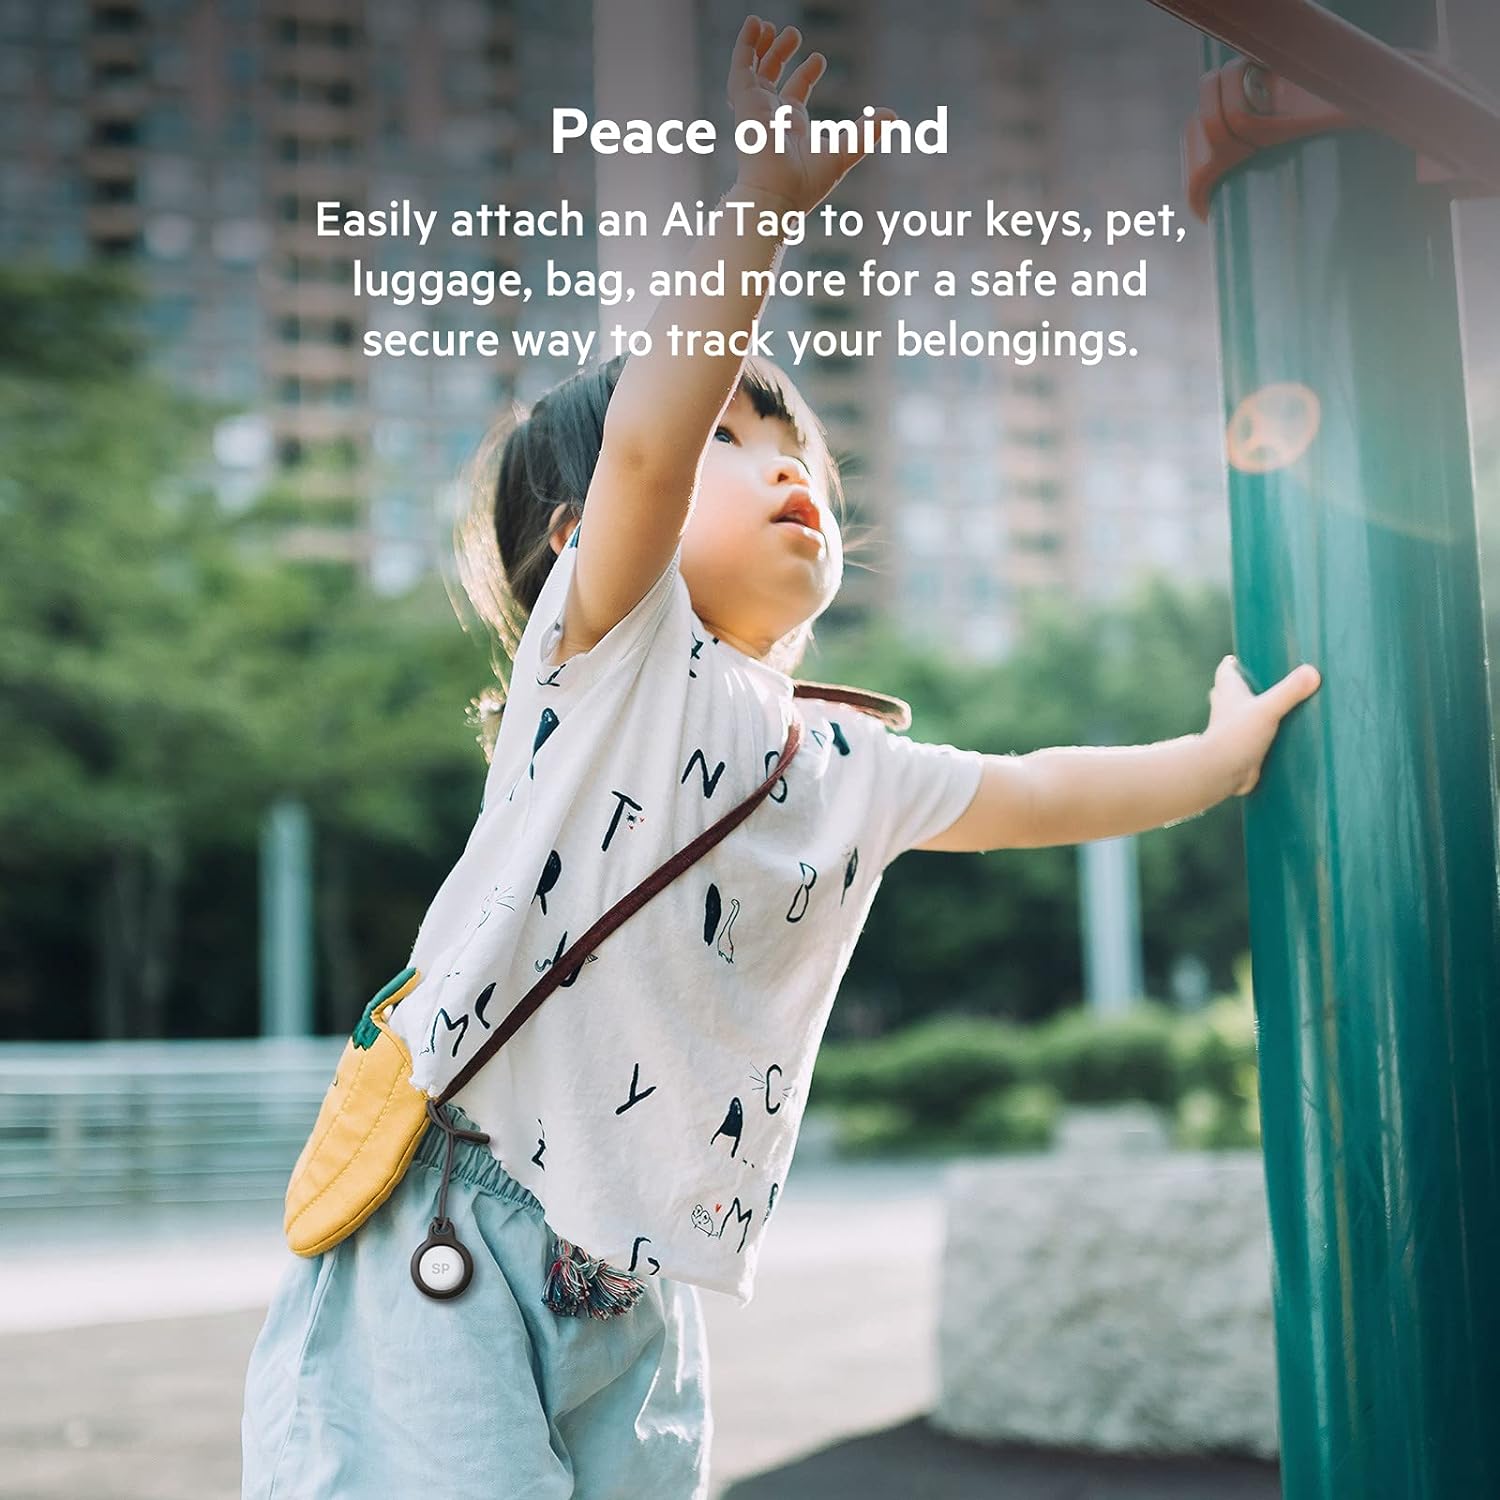 Peace of mind
Easily attach an AirTag to your keys, pet,
luggage, bag, and more for a safe and
secure way to track your belongings.
T N B
R B P
M C
Y C
A
Z M
SP